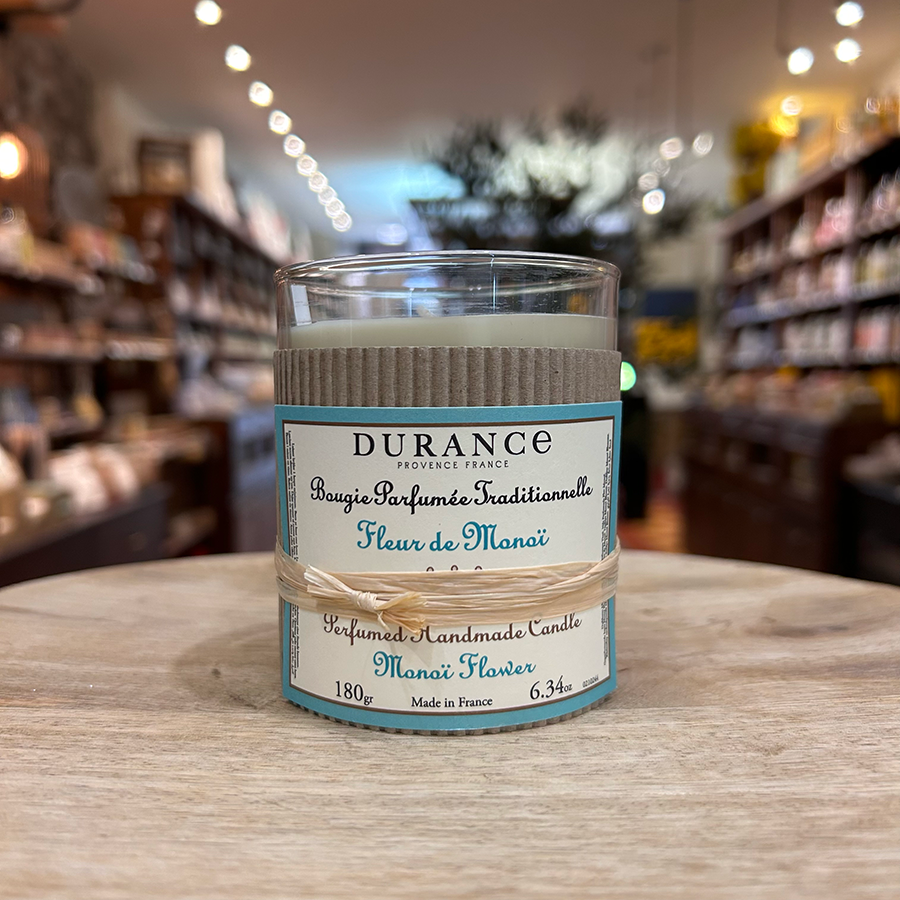 DURANCE
PROVENCE FRANCE
Bougie Parfumée Traditionnelle
Fleur de Monoï
Perfumed Handmade Candle
Monoï Flower
180gr
Made in France
6.34oz